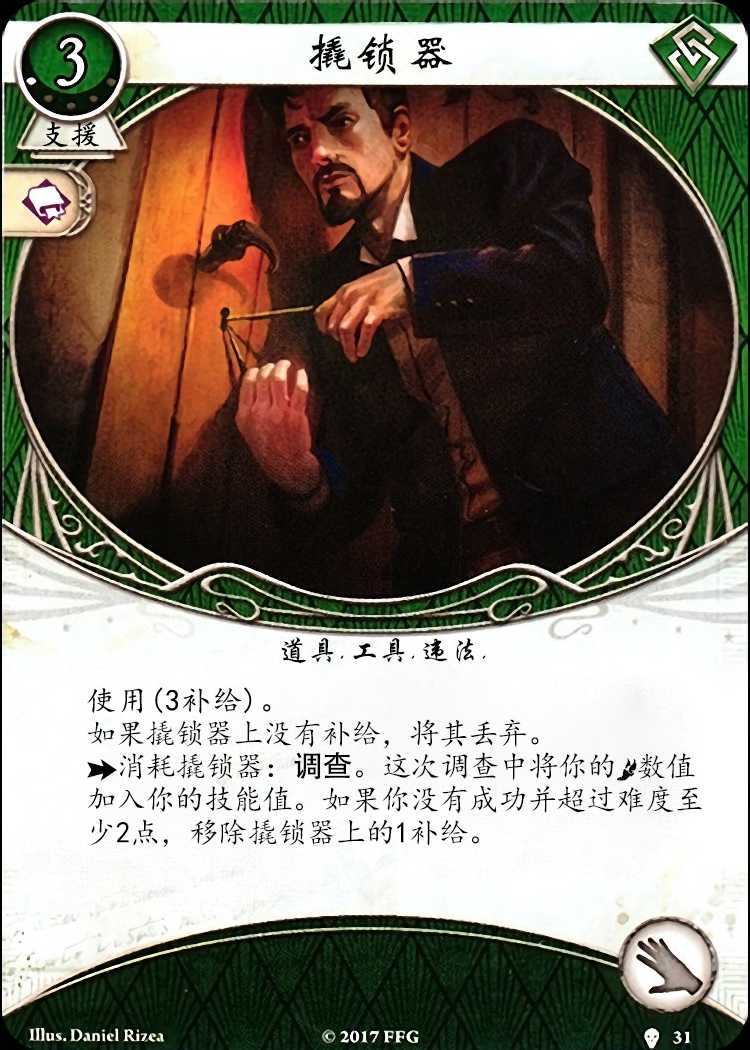 3
撬锁器
支援
道具.工具.违法.
使用(3补给)。
如果撬锁器上没有补给，将其丢弃。
消耗撬锁器：调查。这次调查中将你的数值
加入你的技能值。如果你没有成功并超过难度至
少2点，移除撬锁器上的1补给。
Illus. Daniel Rizea
© 2017 FFG
31